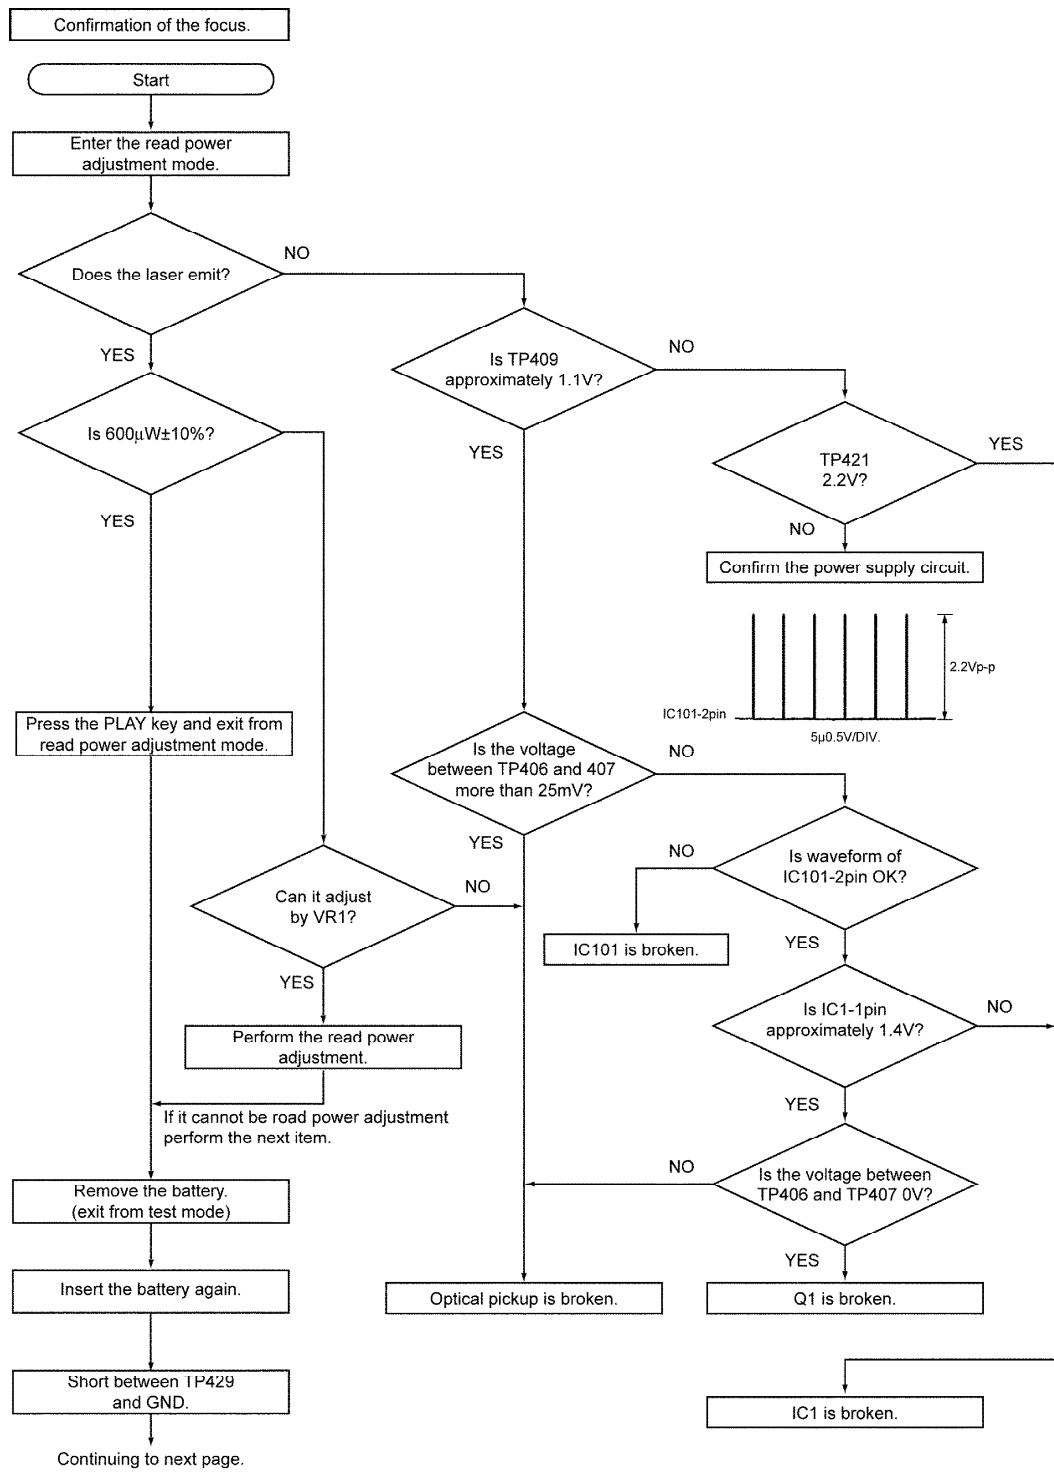 Confirmation of the focus.
Start
Enter the read power
adjustment mode.
Does the laser emit?
NO
YES
Is TP409
approximately 1.1V?
NO
YES
Is 600µW±10%?
YES
TP421
2.2V?
YES
NO
Confirm the power supply circuit.
2.2Vp-p
IC101-2pin
5µ0.5V/DIV.
Press the PLAY key and exit from
read power adjustment mode.
Is the voltage
between TP406 and 407
more than 25mV?
NO
YES
Is waveform of
IC101-2pin OK?
NO
YES
IC101 is broken.
Can it adjust
by VR1?
NO
YES
Is IC1-1pin
approximately 1.4V?
NO
YES
Perform the read power
adjustment.
If it cannot be road power adjustment
perform the next item.
Is the voltage between
TP406 and TP407 0V?
NO
YES
Remove the battery.
(exit from test mode)
Insert the battery again.
Optical pickup is broken.
Q1 is broken.
Short between TP429
and GND.
IC1 is broken.
Continuing to next page.